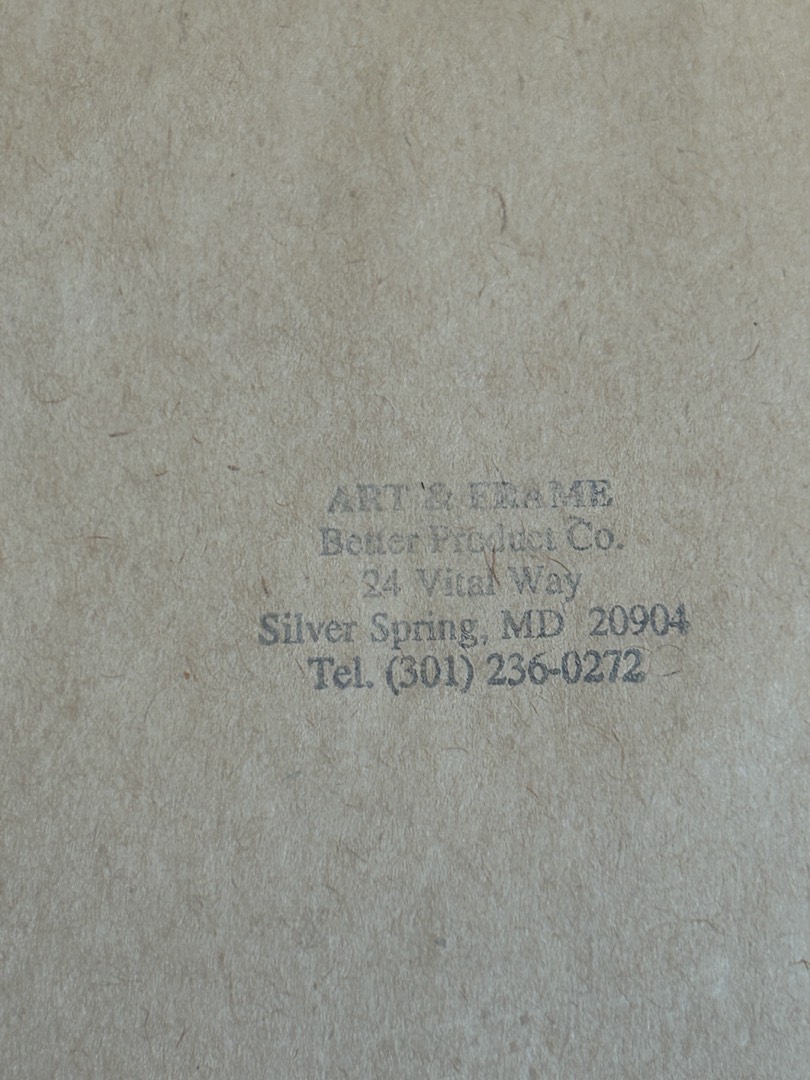 ART & FRAME
Better Product Co.
24 Vital Way
Silver Spring, MD 20904
Tel. (301) 236-0272